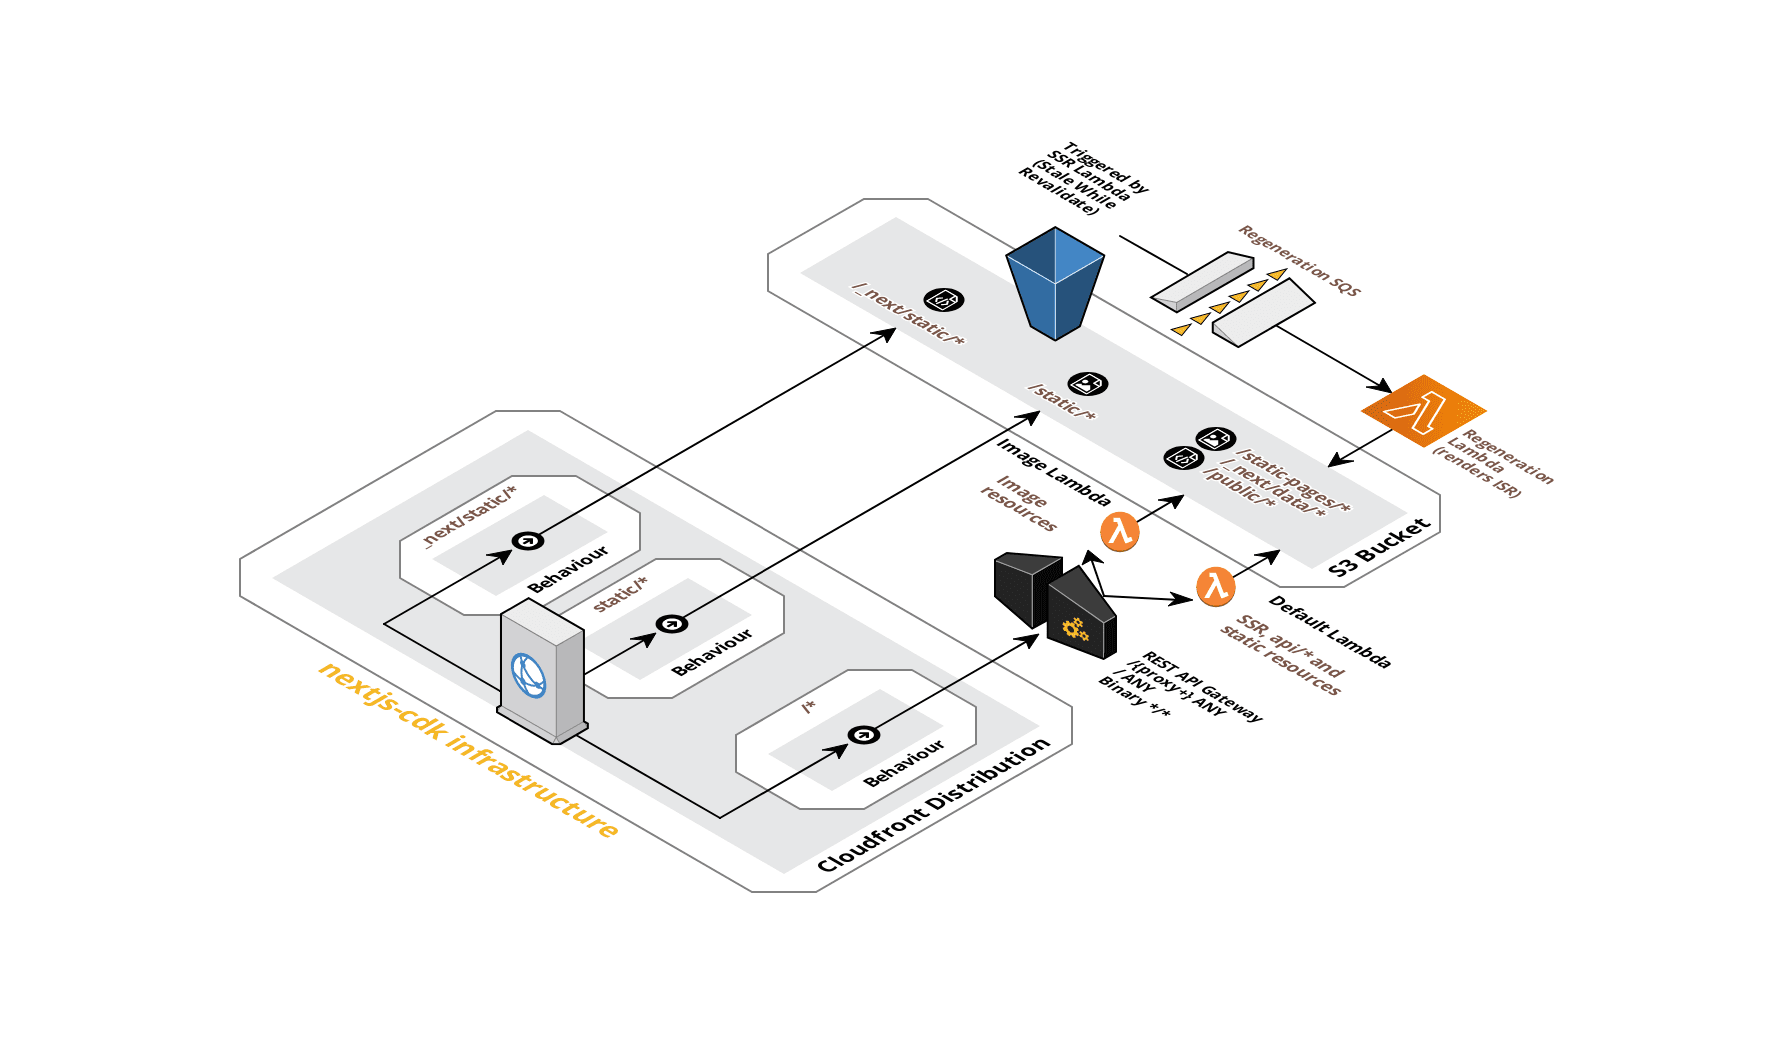 Triggered by
SSR Lambda
(Stale While
Revalidate)
Regeneration SQS
/_next/static/*
/static/*
/static-pages/*
/_next/data/*
/public/*
Regeneration
Lambda
(renders ISR)
S3 Bucket
Image Lambda
Image
resources
Default Lambda
SSR, api/* and
static resources
REST API Gateway
/{proxy+} ANY
/ ANY
Binary */*
_next/static/*
Behaviour
static/*
Behaviour
/*
Behaviour
Cloudfront Distribution
nextjs-cdk infrastructure